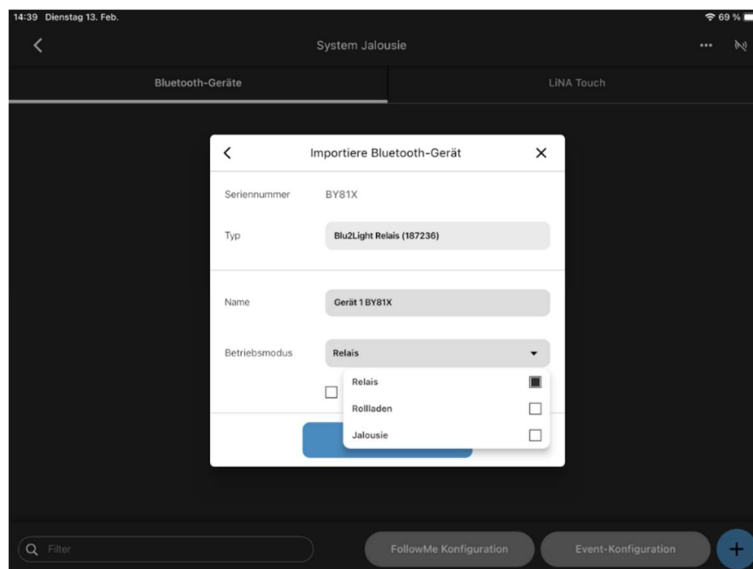 14:39 Dienstag 13. Feb.
69 %
System Jalousie
Bluetooth-Geräte
LiNA Touch
Importiere Bluetooth-Gerät
Seriennummer BY81X
Typ Blu2Light Relais (187236)
Name Gerät 1 BY81X
Betriebsmodus Relais
Relais
Rollladen
Jalousie
Filter
FollowMe Konfiguration
Event-Konfiguration